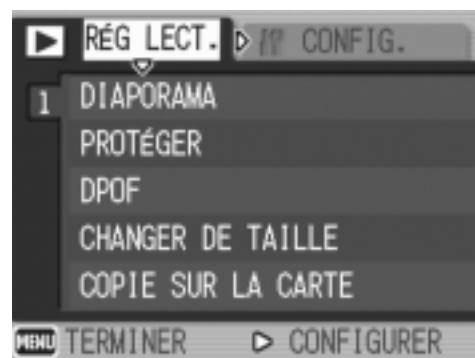 RÉG LECT. CONFIG.
1 DIAPORAMA
PROTÉGER
DPOF
CHANGER DE TAILLE
COPIE SUR LA CARTE
MENU TERMINER CONFIGURER